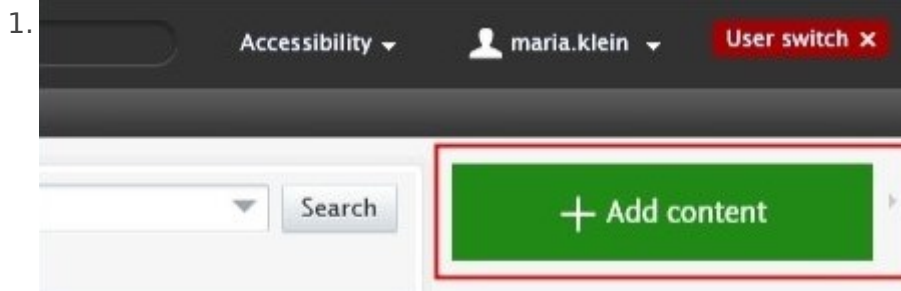 1.
Accessibility
maria.klein
User switch ×
Search
+ Add content